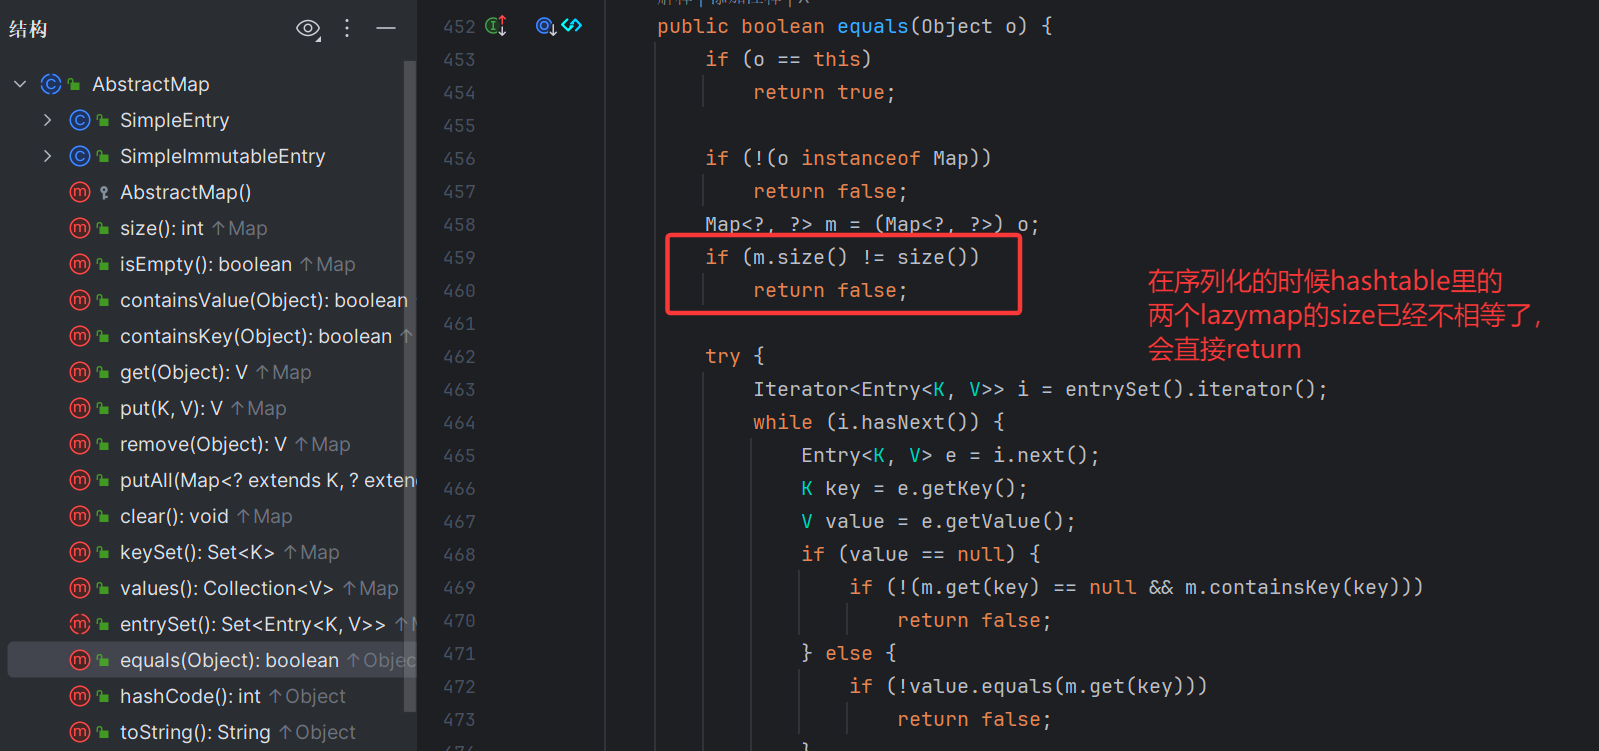 结构
AbstractMap
SimpleEntry
SimpleImmutableEntry
AbstractMap()
size(): int ↑Map
isEmpty(): boolean ↑Map
containsValue(Object): boolean
containsKey(Object): boolean ↑
get(Object): V ↑Map
put(K, V): V ↑Map
remove(Object): V ↑Map
putAll(Map<? extends K, ? exten
clear(): void ↑Map
keySet(): Set<K> ↑Map
values(): Collection<V> ↑Map
entrySet(): Set<Entry<K, V>> ↑M
equals(Object): boolean ↑Objec
hashCode(): int ↑Object
toString(): String ↑Object
452 public boolean equals(Object o) {
453 if (o == this)
454 return true;
455
456 if (!(o instanceof Map))
457 return false;
458 Map<?, ?> m = (Map<?, ?>) o;
459 if (m.size() != size())
460 return false;
461
462 try {
463 Iterator<Entry<K, V>> i = entrySet().iterator();
464 while (i.hasNext()) {
465 Entry<K, V> e = i.next();
466 K key = e.getKey();
467 V value = e.getValue();
468 if (value == null) {
469 if (!(m.get(key) == null && m.containsKey(key)))
470 return false;
471 } else {
472 if (!value.equals(m.get(key)))
473 return false;
}
在序列化的时候hashtable里的
两个lazymap的size已经不相等了，
会直接return